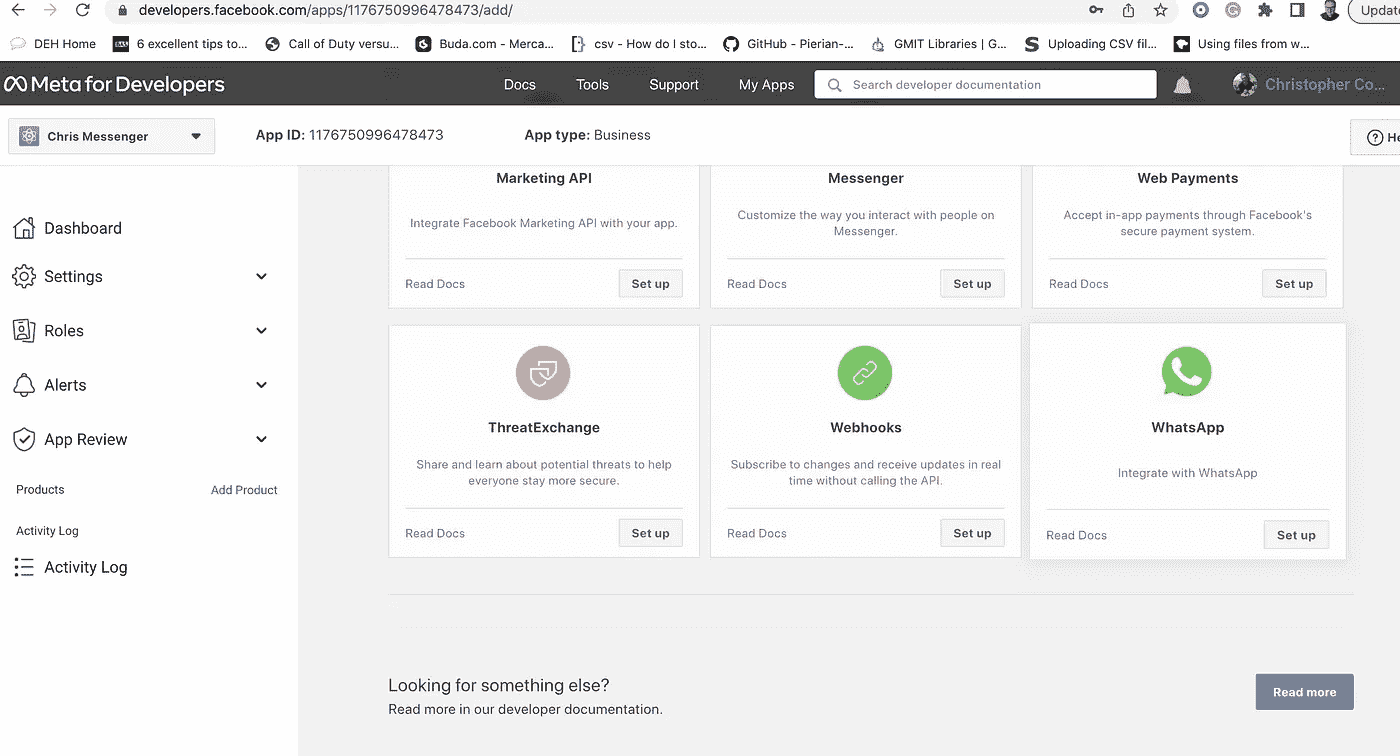 developers.facebook.com/apps/1176750996478473/add/
Update
DEH Home 6 excellent tips to... Call of Duty versu... Buda.com - Merca... csv - How do I sto... GitHub - Pierian-... GMIT Libraries | G... Uploading CSV fil... Using files from w...
Meta for Developers Docs Tools Support My Apps Search developer documentation Christopher Co...
Chris Messenger App ID: 1176750996478473 App type: Business He
Marketing API Messenger Web Payments
Integrate Facebook Marketing API with your app.
Customize the way you interact with people on
Messenger.
Accept in-app payments through Facebook's
secure payment system.
Read Docs Set up Read Docs Set up Read Docs Set up
Dashboard
Settings
Roles
Alerts
App Review
Products Add Product
Activity Log
Activity Log
ThreatExchange Webhooks WhatsApp
Share and learn about potential threats to help
everyone stay more secure.
Subscribe to changes and receive updates in real
time without calling the API.
Integrate with WhatsApp
Read Docs Set up Read Docs Set up Read Docs Set up
Looking for something else?
Read more in our developer documentation.
Read more